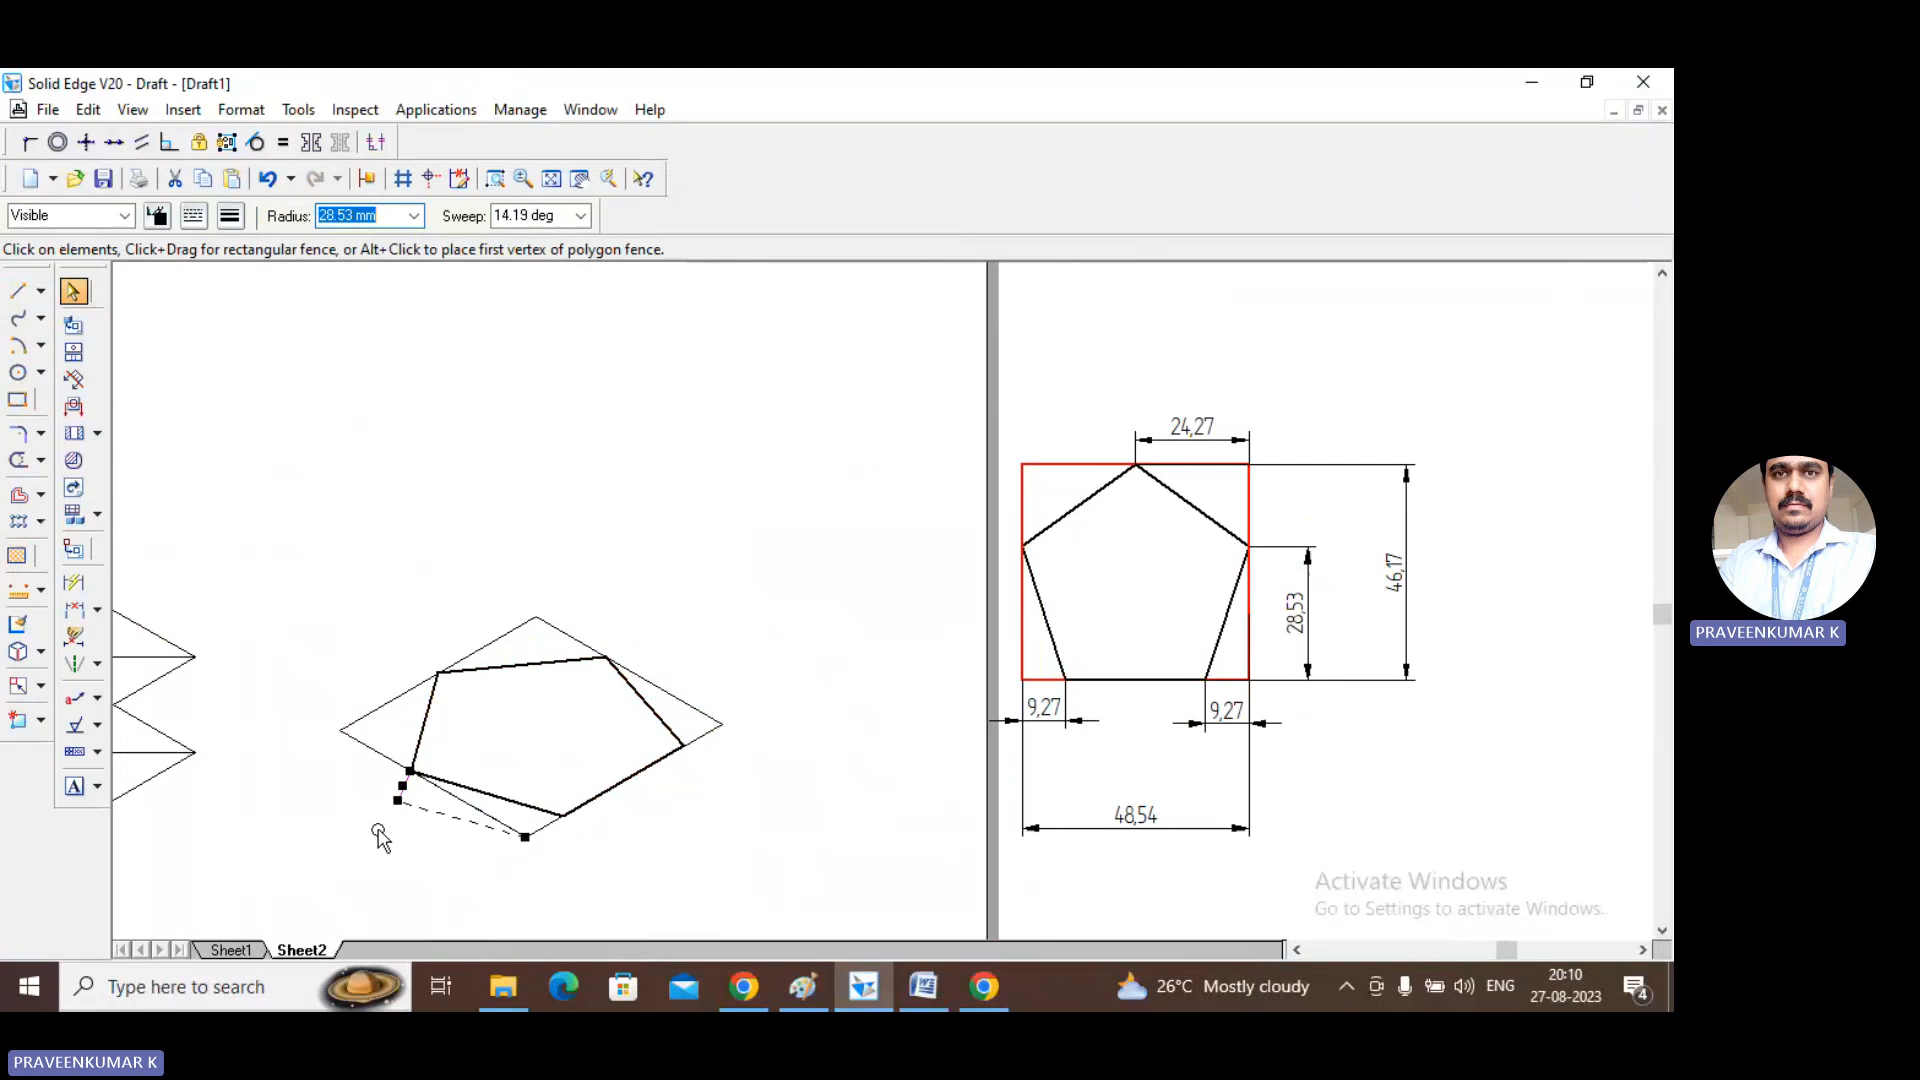 Solid Edge V20 - Draft - [Draft1]
File Edit View Insert Format Tools Inspect Applications Manage Window Help
Visible Radius: 28.53 mm Sweep: 14.19 deg
Click on elements, Click+Drag for rectangular fence, or Alt+Click to place first vertex of polygon fence.
24,27
46,17
28,53
9,27
9,27
48,54
PRAVEENKUMAR K
Activate Windows
Go to Settings to activate Windows.
Sheet1 Sheet2
Type here to search
26°C Mostly cloudy
ENG
20:10
27-08-2023
4
PRAVEENKUMAR K